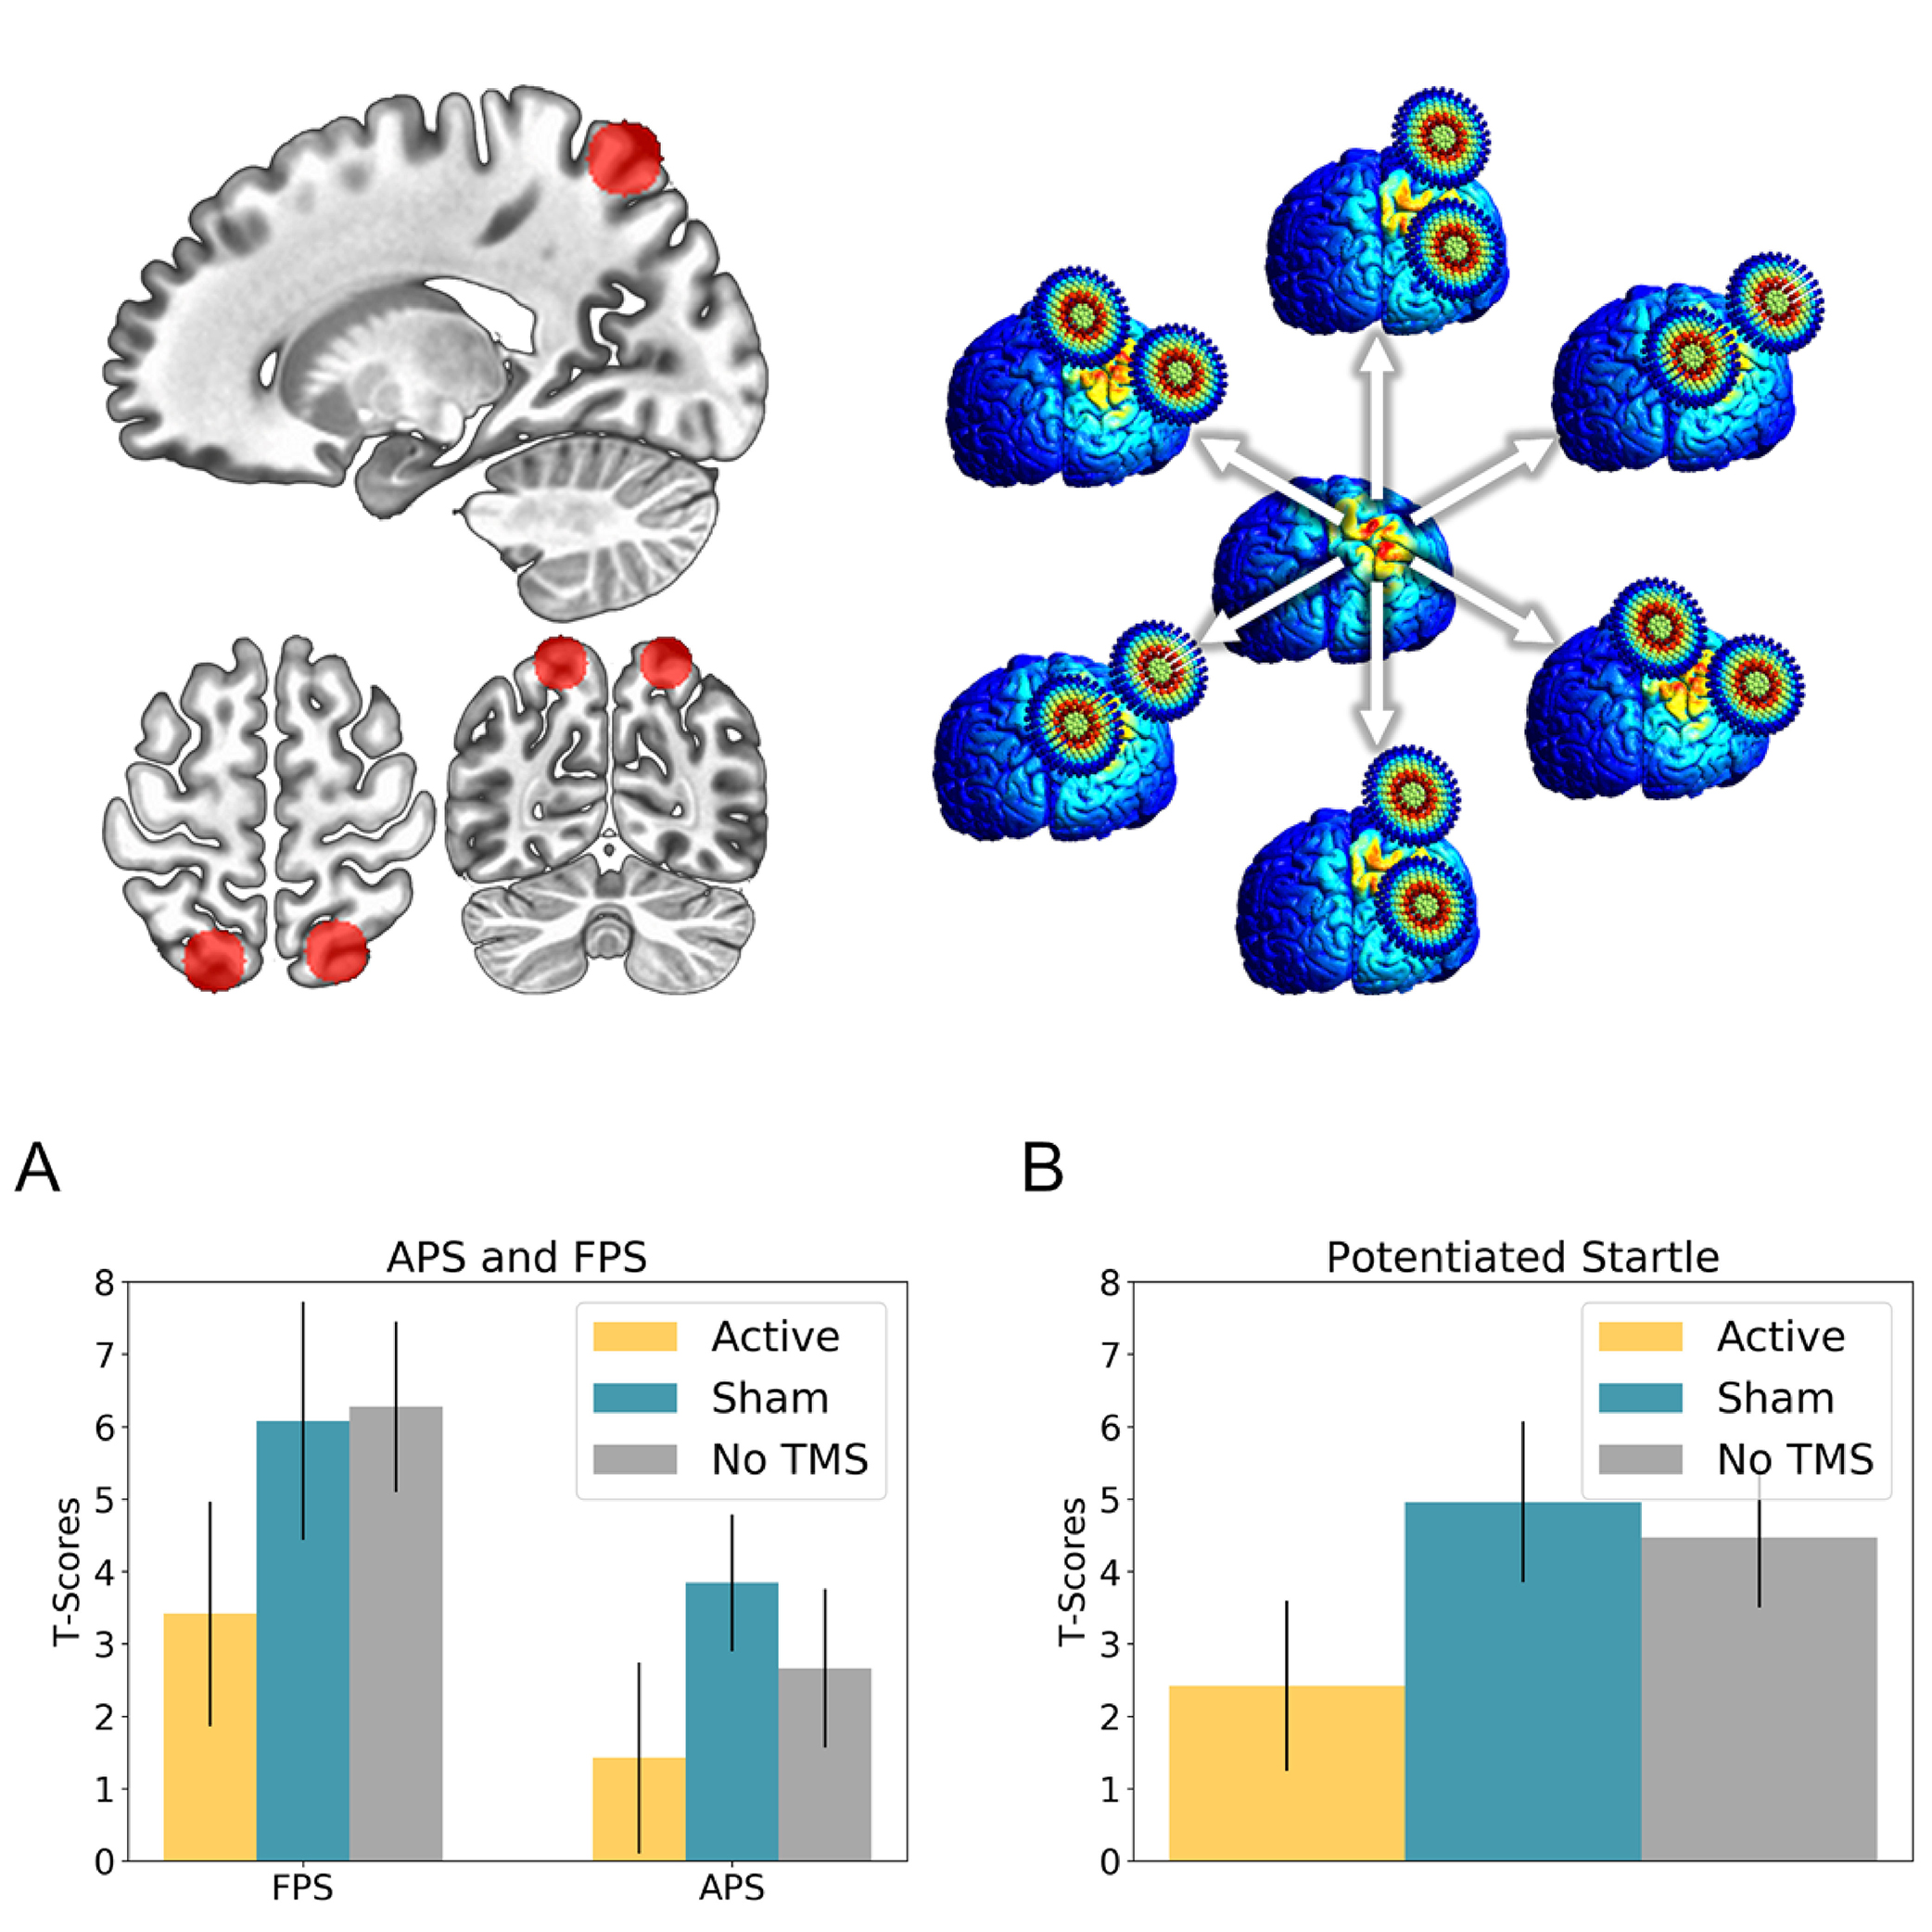 A
B
APS and FPS
8
7
6
5
4
3
2
1
0
T-Scores
Active
Sham
No TMS
FPS
APS
Potentiated Startle
8
7
6
5
4
3
2
1
0
T-Scores
Active
Sham
No TMS